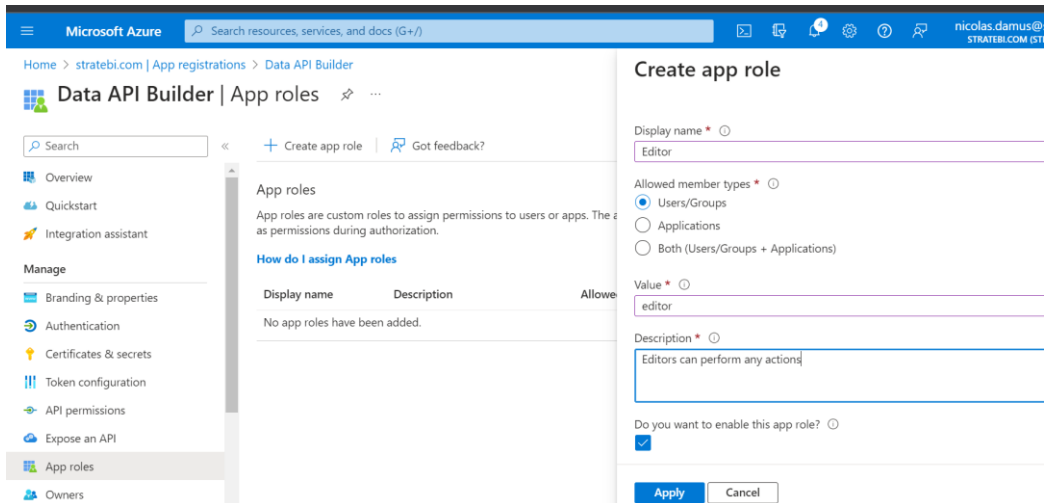 Microsoft Azure
Search resources, services, and docs (G+/)
4
nicolas.damus@
STRATEBI.COM (ST
Home > stratebi.com | App registrations > Data API Builder
Data API Builder | App roles
Search
Overview
Quickstart
Integration assistant
Manage
Branding & properties
Authentication
Certificates & secrets
Token configuration
API permissions
Expose an API
App roles
Owners
Create app role
Got feedback?
App roles
App roles are custom roles to assign permissions to users or apps. The a
as permissions during authorization.
How do I assign App roles
Display name Description Allowe
No app roles have been added.
Create app role
Display name *
Editor
Allowed member types *
Users/Groups
Applications
Both (Users/Groups + Applications)
Value *
editor
Description *
Editors can perform any actions
Do you want to enable this app role?
Apply Cancel